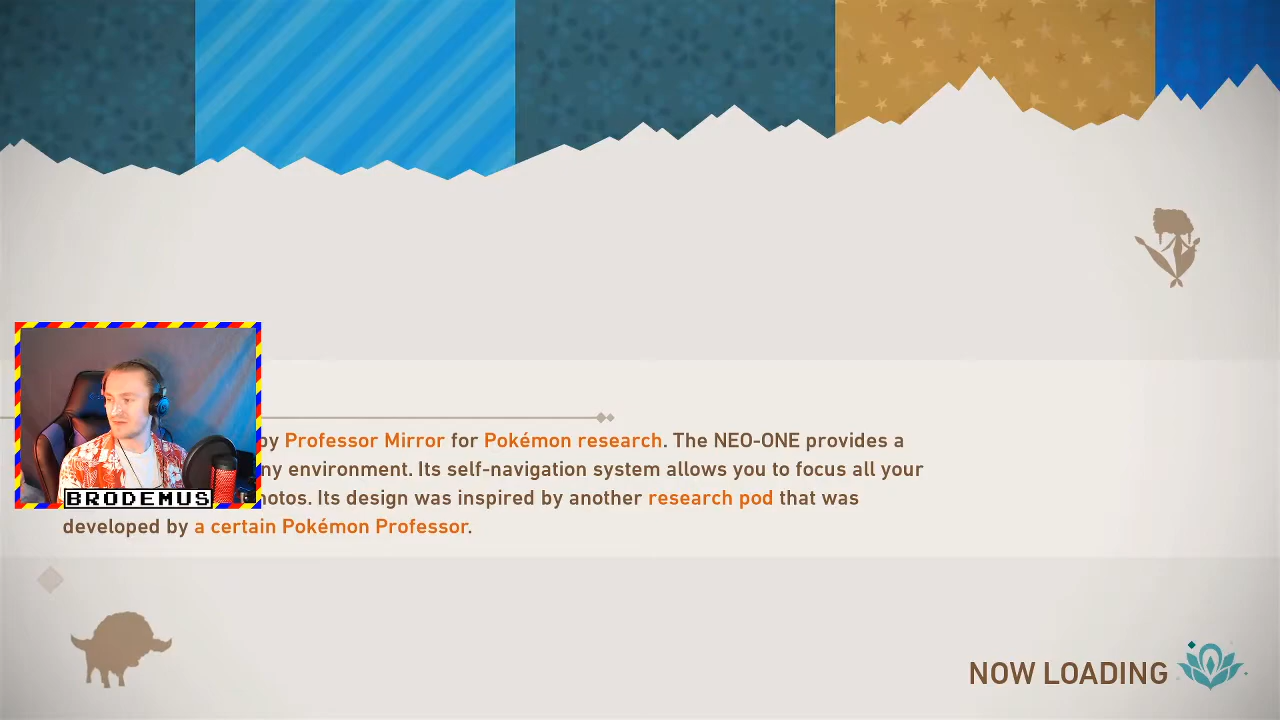 by Professor Mirror for Pokémon research. The NEO-ONE provides a
environment. Its self-navigation system allows you to focus all your
Its design was inspired by another research pod that was
BRODEMUS
developed by a certain Pokémon Professor.
NOW LOADING